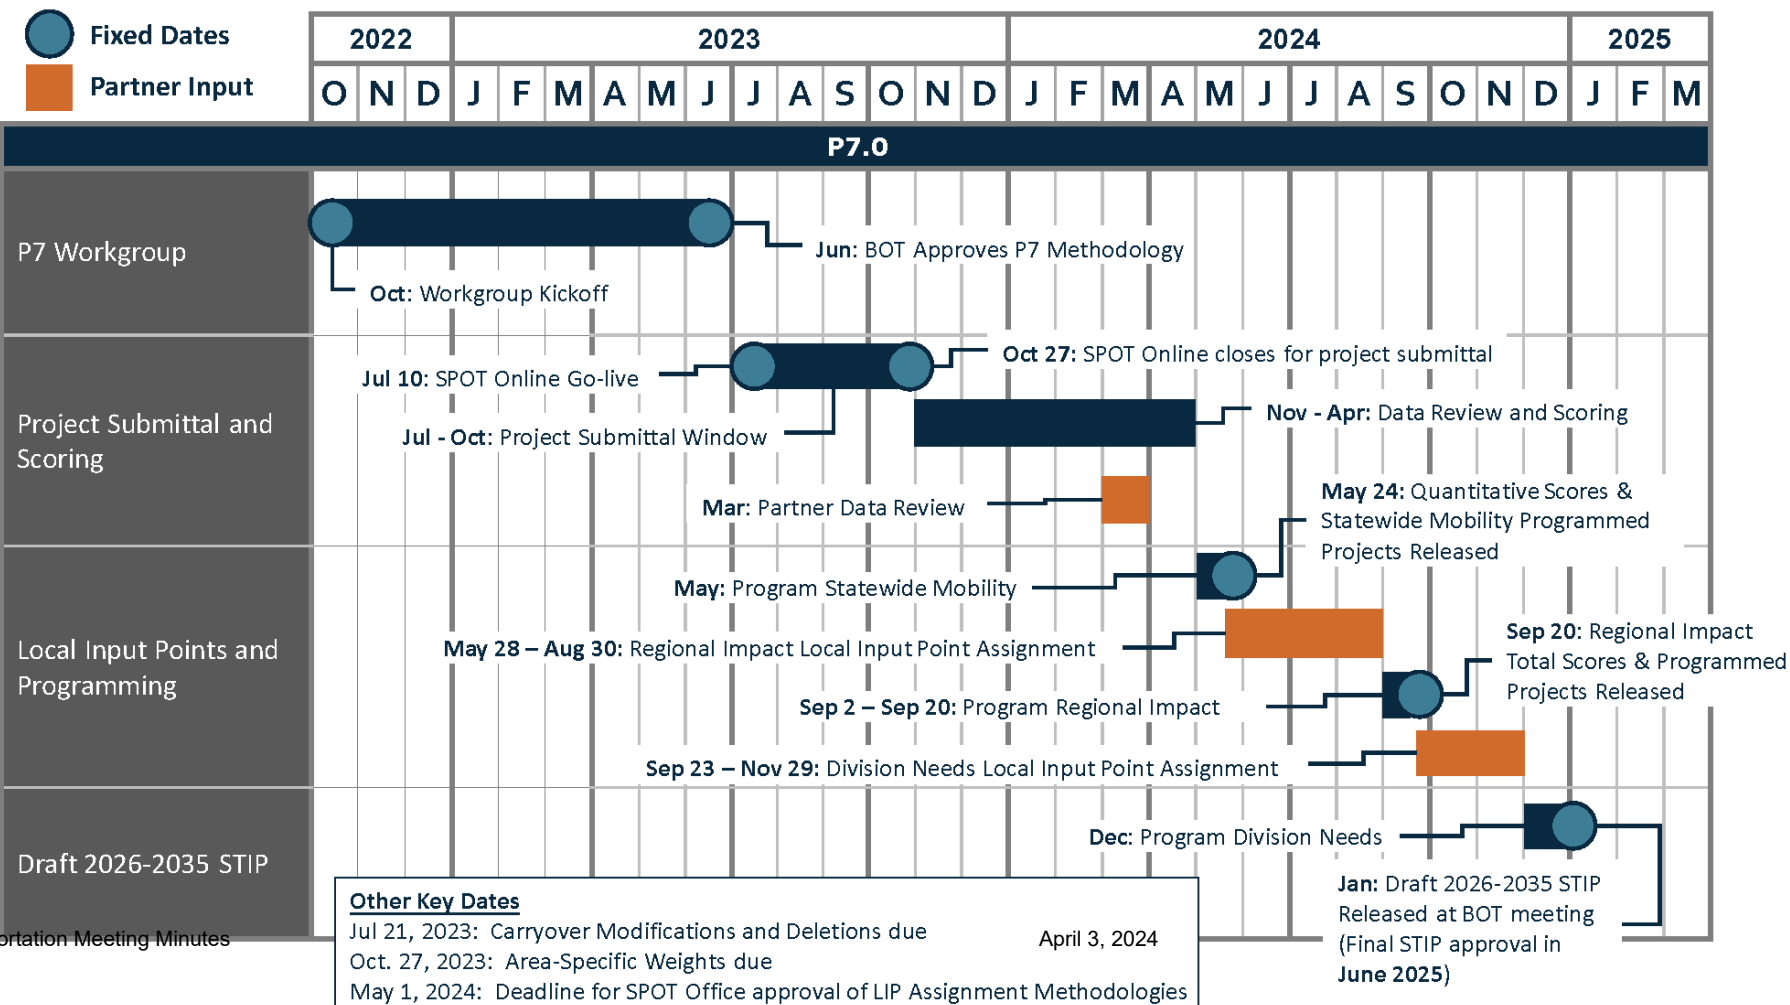 Fixed Dates
Partner Input
2022 2023 2024 2025
O N D J F M A M J J A S O N D J F M A M J J A S O N D J F M
P7.0
P7 Workgroup
Jun: BOT Approves P7 Methodology
Oct: Workgroup Kickoff
Project Submittal and
Scoring
Oct 27: SPOT Online closes for project submittal
Jul 10: SPOT Online Go-live
Nov - Apr: Data Review and Scoring
Jul - Oct: Project Submittal Window
Mar: Partner Data Review
May 24: Quantitative Scores &
Statewide Mobility Programmed
Projects Released
Local Input Points and
Programming
May: Program Statewide Mobility
May 28 – Aug 30: Regional Impact Local Input Point Assignment
Sep 20: Regional Impact
Total Scores & Programmed
Projects Released
Sep 2 – Sep 20: Program Regional Impact
Sep 23 – Nov 29: Division Needs Local Input Point Assignment
Draft 2026-2035 STIP
Dec: Program Division Needs
Jan: Draft 2026-2035 STIP
Released at BOT meeting
(Final STIP approval in
June 2025)
Other Key Dates
Jul 21, 2023: Carryover Modifications and Deletions due
Oct. 27, 2023: Area-Specific Weights due
May 1, 2024: Deadline for SPOT Office approval of LIP Assignment Methodologies
ortation Meeting Minutes
April 3, 2024